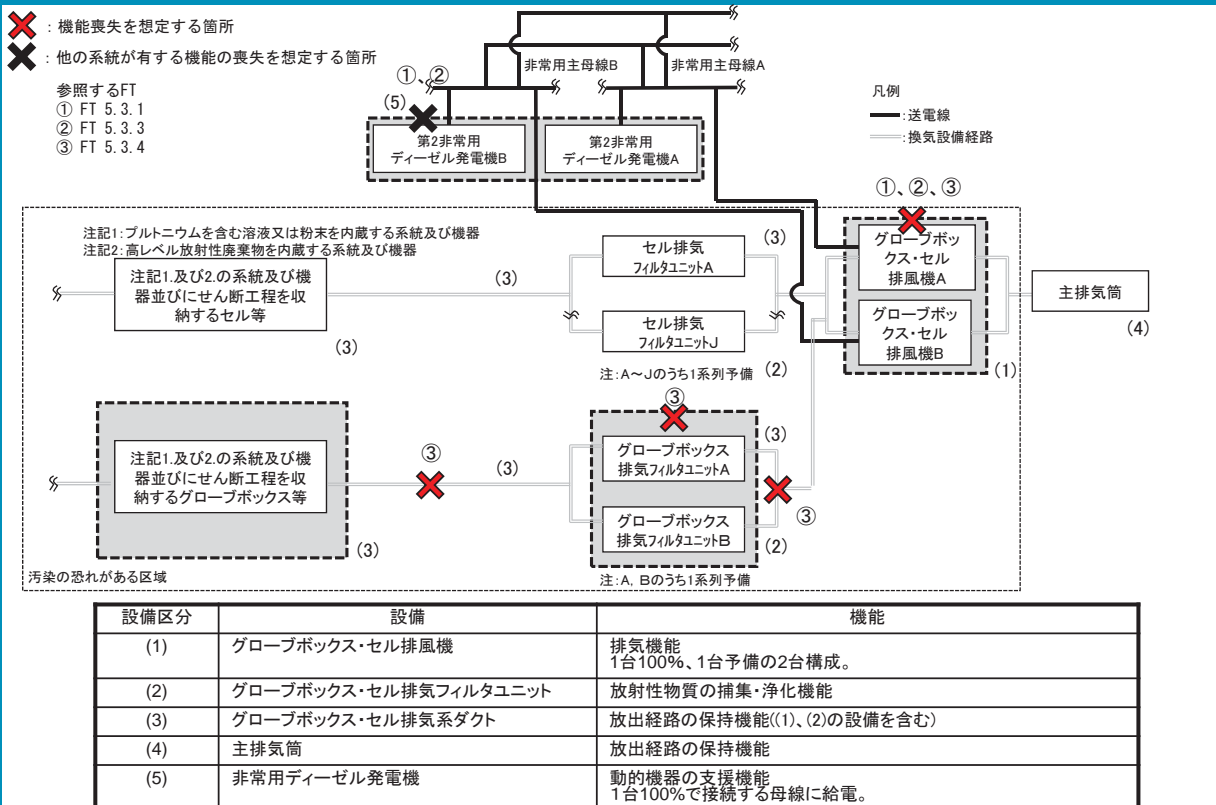 ：機能喪失を想定する箇所
：他の系統が有する機能の喪失を想定する箇所
参照するFT
① FT 5.3.1
② FT 5.3.3
③ FT 5.3.4
①、②
(5)
非常用主母線B
非常用主母線A
第2非常用
ディーゼル発電機B
第2非常用
ディーゼル発電機A
凡例
:送電線
:換気設備経路
①、②、③
注記1：プルトニウムを含む溶液又は粉末を内蔵する系統及び機器
注記2：高レベル放射性廃棄物を内蔵する系統及び機器
注記1.及び2.の系統及び機
器並びにせん断工程を収
納するセル等
(3)
(3)
セル排気
フィルタユニットA
(3)
セル排気
フィルタユニットJ
(2)
注：A～Jのうち1系列予備
グローブボッ
クス・セル
排風機A
グローブボッ
クス・セル
排風機B
(1)
主排気筒
(4)
注記1.及び2.の系統及び機
器並びにせん断工程を収
納するグローブボックス等
(3)
③
(3)
③
グローブボックス
排気フィルタユニットA
(3)
グローブボックス
排気フィルタユニットB
(2)
③
注：A, Bのうち1系列予備
汚染の恐れがある区域
設備区分 設備 機能
(1) グローブボックス・セル排風機 排気機能
1台100%、1台予備の2台構成。
(2) グローブボックス・セル排気フィルタユニット 放射性物質の捕集・浄化機能
(3) グローブボックス・セル排気系ダクト 放出経路の保持機能((1)、(2)の設備を含む)
(4) 主排気筒 放出経路の保持機能
(5) 非常用ディーゼル発電機 動的機器の支援機能
1台100%で接続する母線に給電。